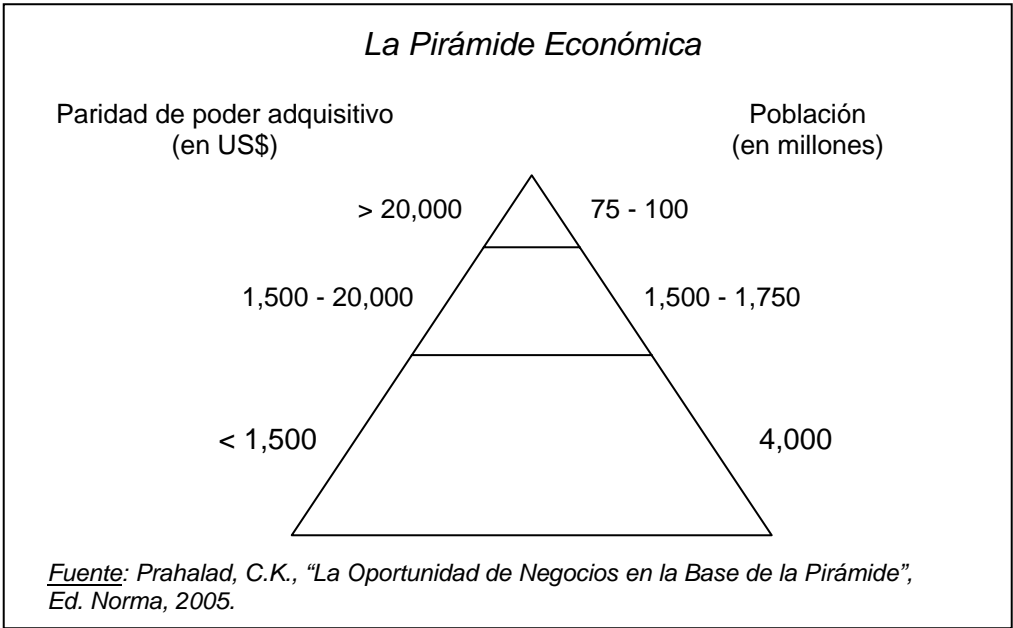 La Pirámide Económica
Paridad de poder adquisitivo
(en US$)
Población
(en millones)
> 20,000
75 - 100
1,500 - 20,000
1,500 - 1,750
< 1,500
4,000
Fuente: Prahalad, C.K., “La Oportunidad de Negocios en la Base de la Pirámide”,
Ed. Norma, 2005.